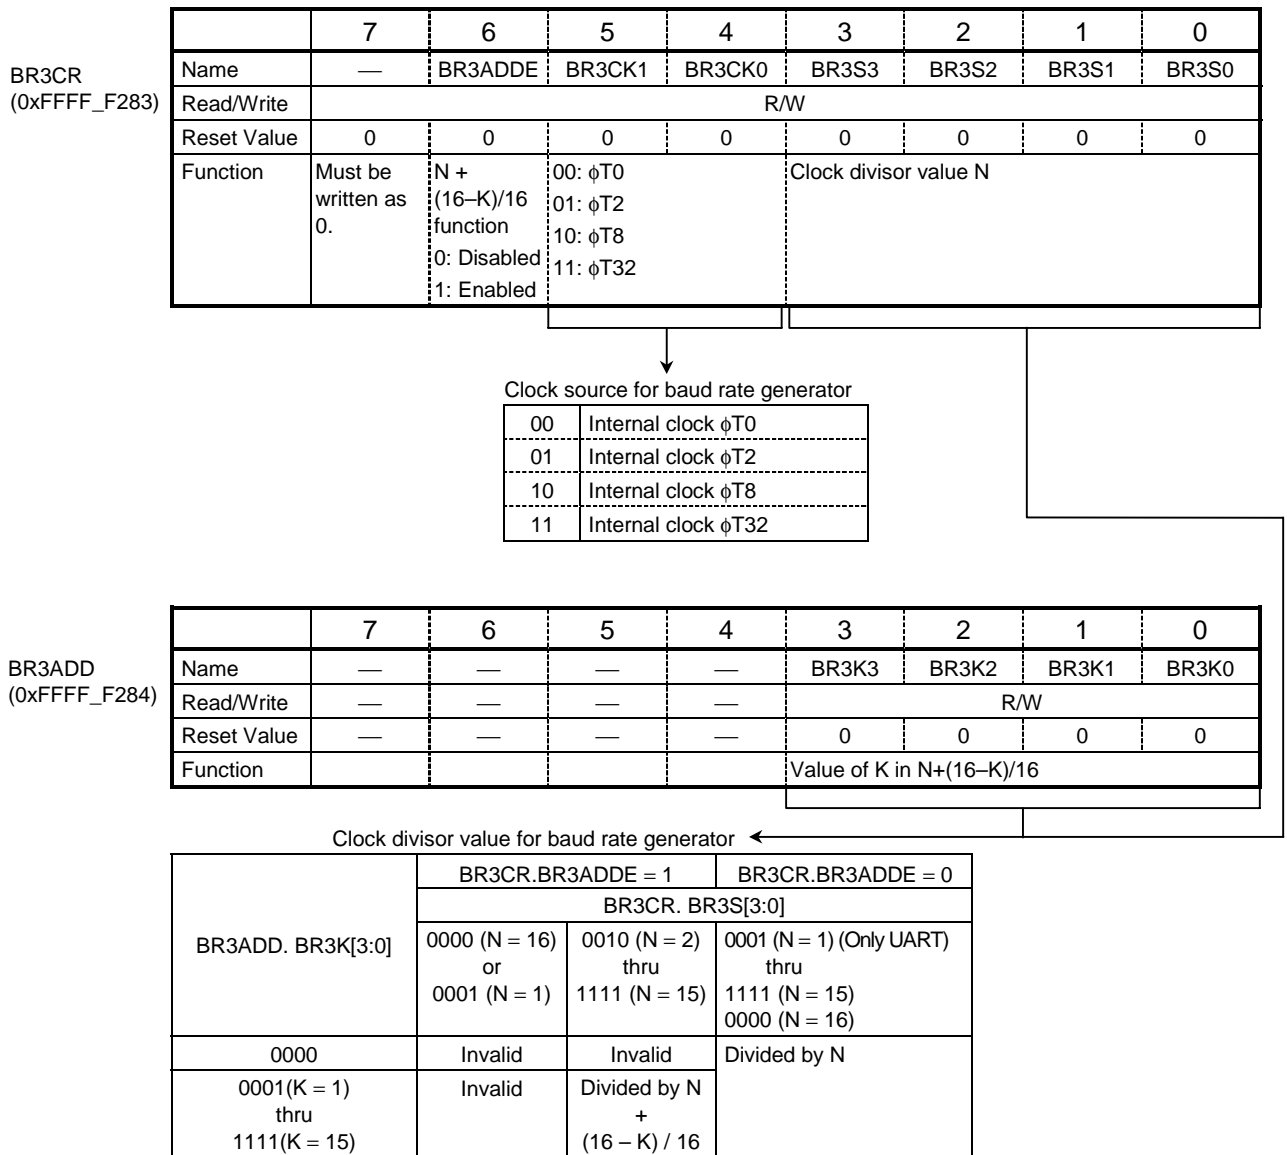 7 6 5 4 3 2 1 0
BR3CR
(0xFFFF_F283)
Name — BR3ADDE BR3CK1 BR3CK0 BR3S3 BR3S2 BR3S1 BR3S0
Read/Write R/W
Reset Value 0 0 0 0 0 0 0 0
Function
Must be
written as
0.
N +
(16–K)/16
function
0: Disabled
1: Enabled
00: ϕT0
01: ϕT2
10: ϕT8
11: ϕT32
Clock divisor value N
Clock source for baud rate generator
00 Internal clock ϕT0
01 Internal clock ϕT2
10 Internal clock ϕT8
11 Internal clock ϕT32
7 6 5 4 3 2 1 0
BR3ADD
(0xFFFF_F284)
Name — — — — BR3K3 BR3K2 BR3K1 BR3K0
Read/Write — — — — R/W
Reset Value — — — — 0 0 0 0
Function Value of K in N+(16–K)/16
Clock divisor value for baud rate generator
BR3ADD. BR3K[3:0]
BR3CR.BR3ADDE = 1 BR3CR.BR3ADDE = 0
BR3CR. BR3S[3:0]
0000 (N = 16)
or
0001 (N = 1)
0010 (N = 2)
thru
1111 (N = 15)
0001 (N = 1) (Only UART)
thru
1111 (N = 15)
0000 (N = 16)
0000 Invalid Invalid Divided by N
0001(K = 1)
thru
1111(K = 15)
Invalid
Divided by N
+
(16 – K) / 16